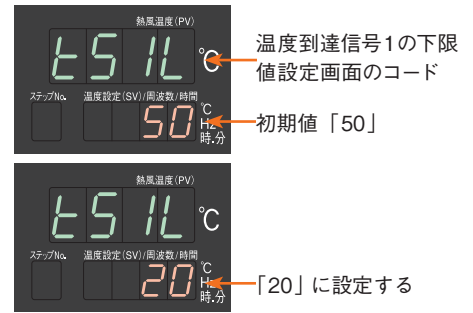 熱風温度(PV)
tS1L ℃
ステップNo. 温度設定(SV)/周波数/時間
50 ℃
Hz
時.分
温度到達信号1の下限
値設定画面のコード
初期値「50」
熱風温度(PV)
tS1L ℃
ステップNo. 温度設定(SV)/周波数/時間
20 ℃
Hz
時.分
「20」に設定する